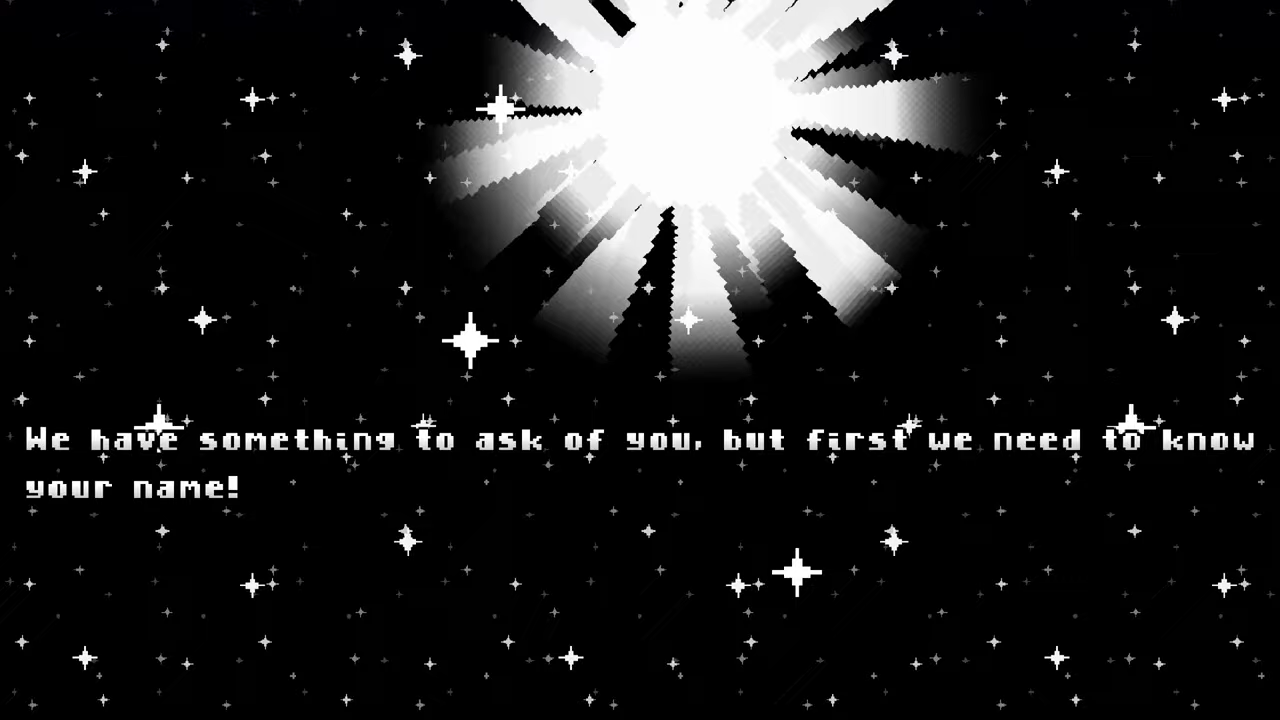 We have something to ask of you, but first we need to know
your name!